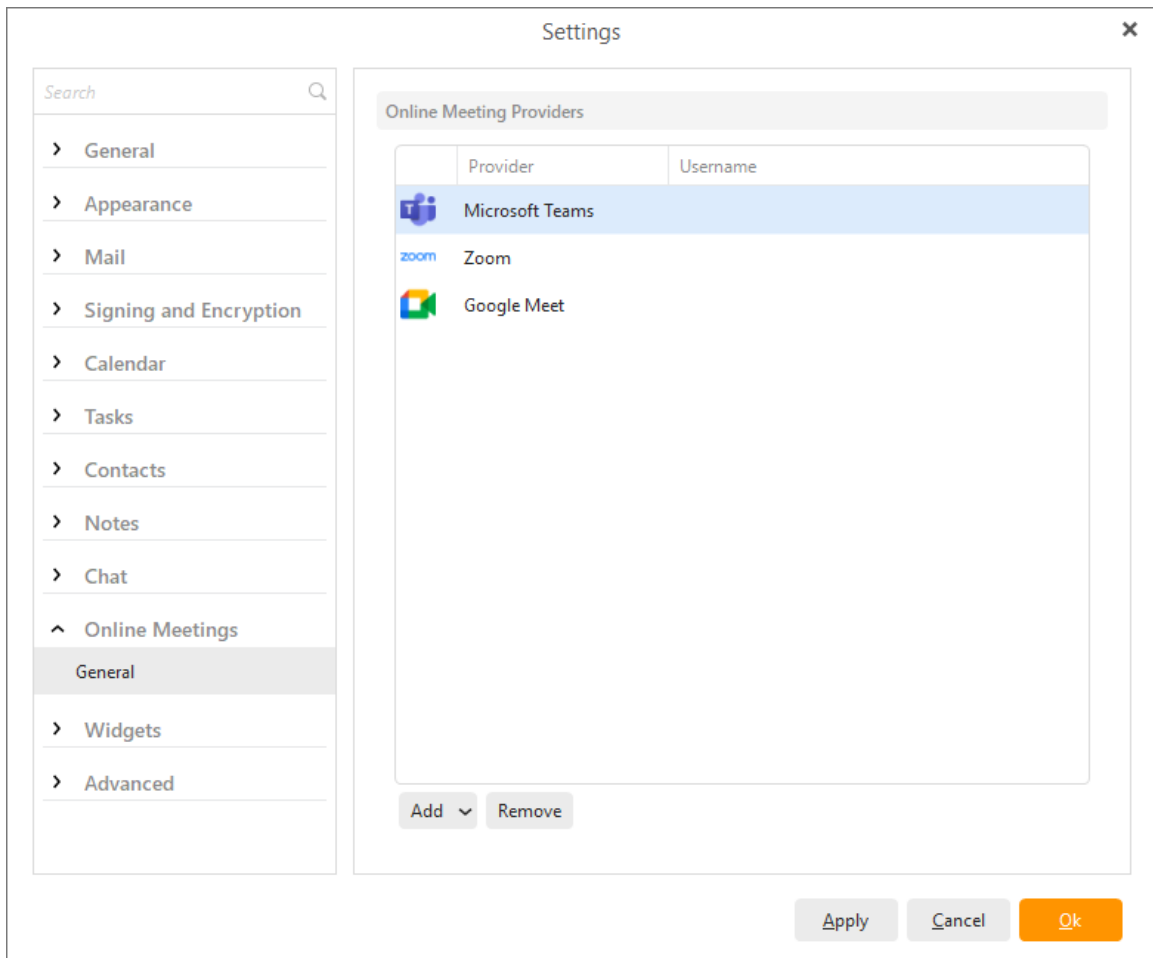 Settings
Search
General
Appearance
Mail
Signing and Encryption
Calendar
Tasks
Contacts
Notes
Chat
Online Meetings
General
Widgets
Advanced
Online Meeting Providers
Provider Username
T Microsoft Teams
zoom Zoom
Google Meet
Add Remove
Apply Cancel Ok